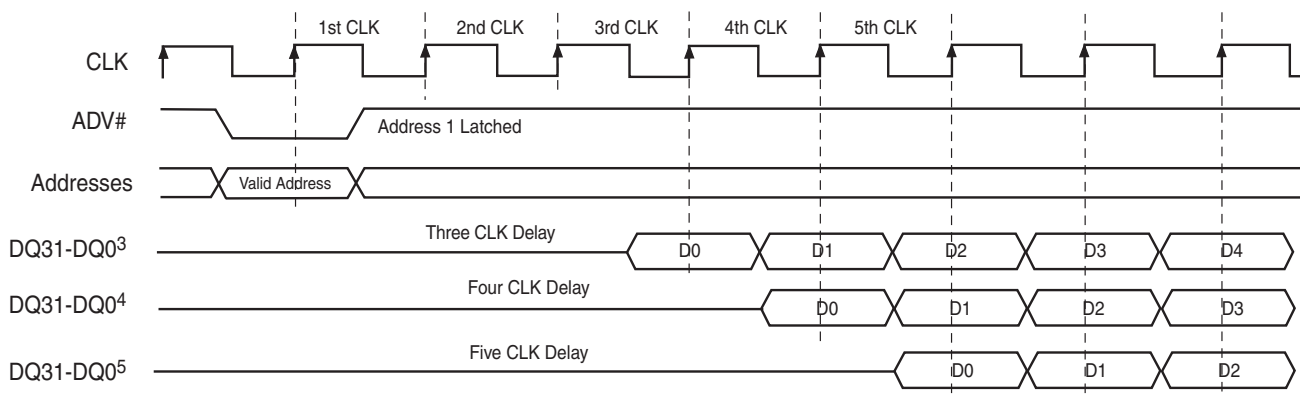 1st CLK 2nd CLK 3rd CLK 4th CLK 5th CLK
CLK
ADV#
Address 1 Latched
Addresses
Valid Address
DQ31-DQ0³
Three CLK Delay
D0 D1 D2 D3 D4
DQ31-DQ0⁴
Four CLK Delay
D0 D1 D2 D3
DQ31-DQ0⁵
Five CLK Delay
D0 D1 D2